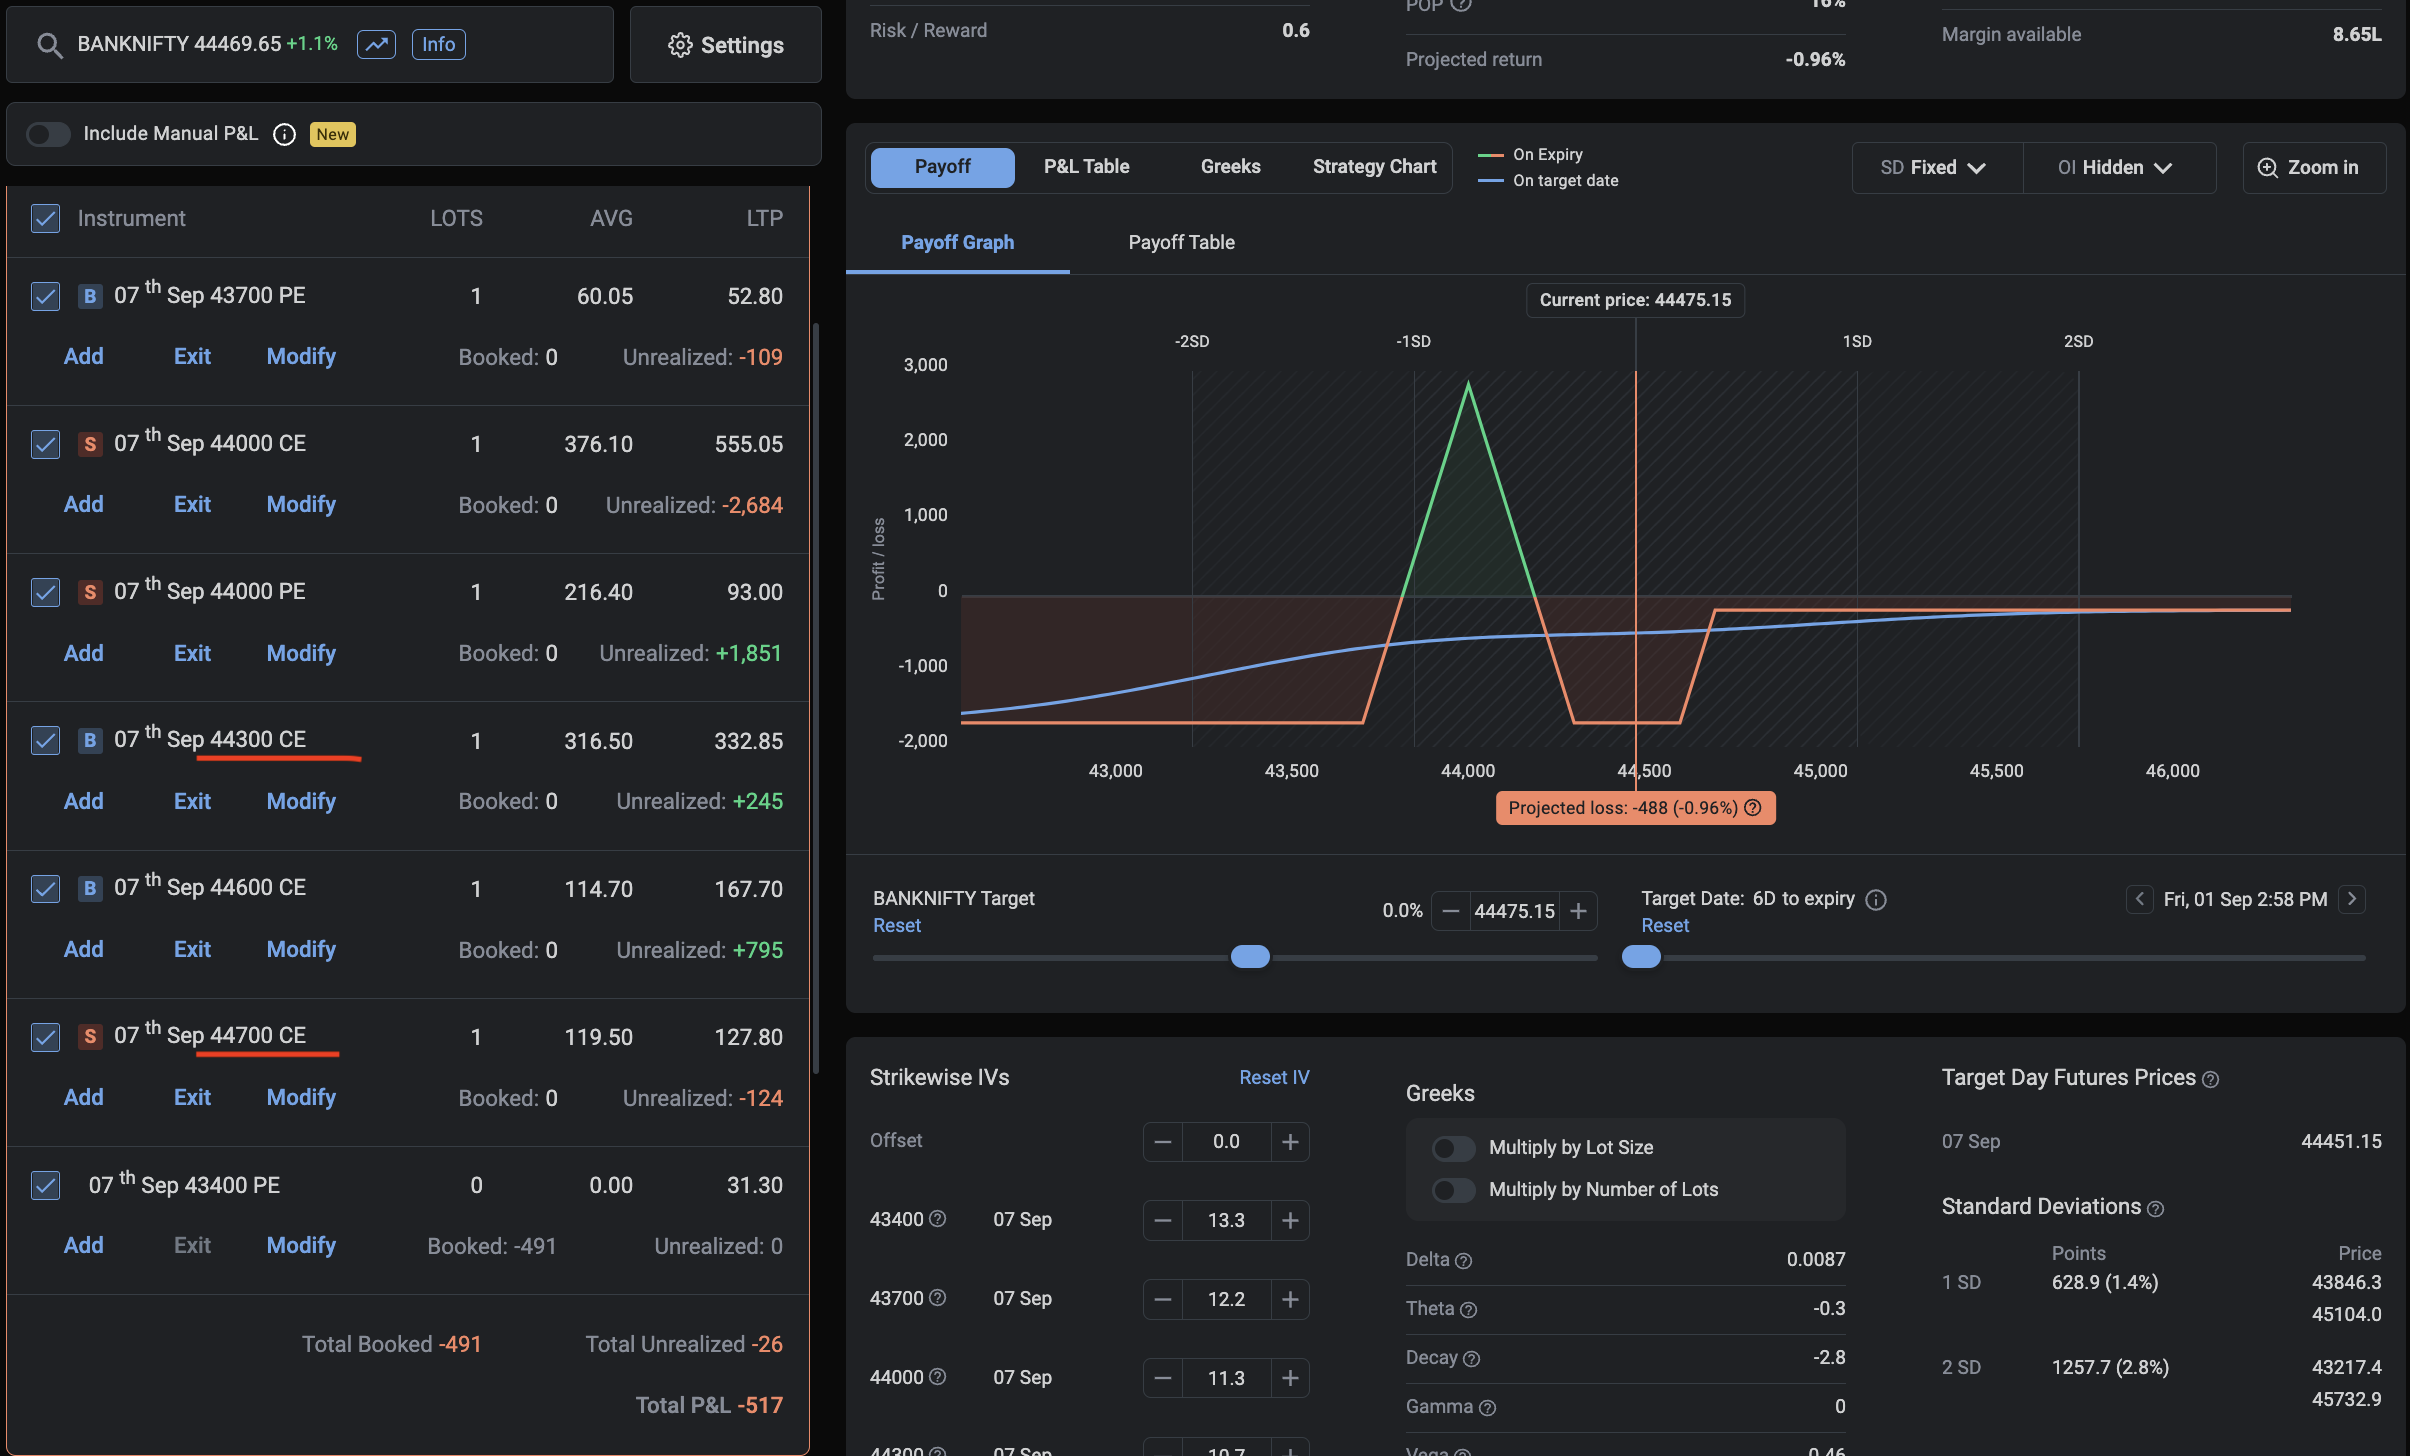 BANKNIFTY 44469.65 +1.1% Info
Settings
Include Manual P&L New
Instrument LOTS AVG LTP
B 07 th Sep 43700 PE 1 60.05 52.80
Add Exit Modify Booked: 0 Unrealized: -109
S 07 th Sep 44000 CE 1 376.10 555.05
Add Exit Modify Booked: 0 Unrealized: -2,684
S 07 th Sep 44000 PE 1 216.40 93.00
Add Exit Modify Booked: 0 Unrealized: +1,851
B 07 th Sep 44300 CE 1 316.50 332.85
Add Exit Modify Booked: 0 Unrealized: +245
B 07 th Sep 44600 CE 1 114.70 167.70
Add Exit Modify Booked: 0 Unrealized: +795
S 07 th Sep 44700 CE 1 119.50 127.80
Add Exit Modify Booked: 0 Unrealized: -124
07 th Sep 43400 PE 0 0.00 31.30
Add Exit Modify Booked: -491 Unrealized: 0
Total Booked -491 Total Unrealized -26
Total P&L -517
Risk / Reward 0.6
POP 16%
Projected return -0.96%
Margin available 8.65L
Payoff P&L Table Greeks Strategy Chart
On Expiry
On target date
SD Fixed OI Hidden Zoom in
Payoff Graph Payoff Table
Current price: 44475.15
-2SD -1SD 1SD 2SD
3,000
2,000
1,000
0
-1,000
-2,000
Profit / loss
43,000 43,500 44,000 44,500 45,000 45,500 46,000
Projected loss: -488 (-0.96%)
BANKNIFTY Target
Reset
0.0% − 44475.15 +
Target Date: 6D to expiry
Reset
Fri, 01 Sep 2:58 PM
Strikewise IVs Reset IV
Offset − 0.0 +
43400 07 Sep − 13.3 +
43700 07 Sep − 12.2 +
44000 07 Sep − 11.3 +
44300 07 Sep 10.7
Greeks
Multiply by Lot Size
Multiply by Number of Lots
Delta 0.0087
Theta -0.3
Decay -2.8
Gamma 0
Vega 0.46
Target Day Futures Prices
07 Sep 44451.15
Standard Deviations
Points Price
1 SD 628.9 (1.4%) 43846.3
45104.0
2 SD 1257.7 (2.8%) 43217.4
45732.9